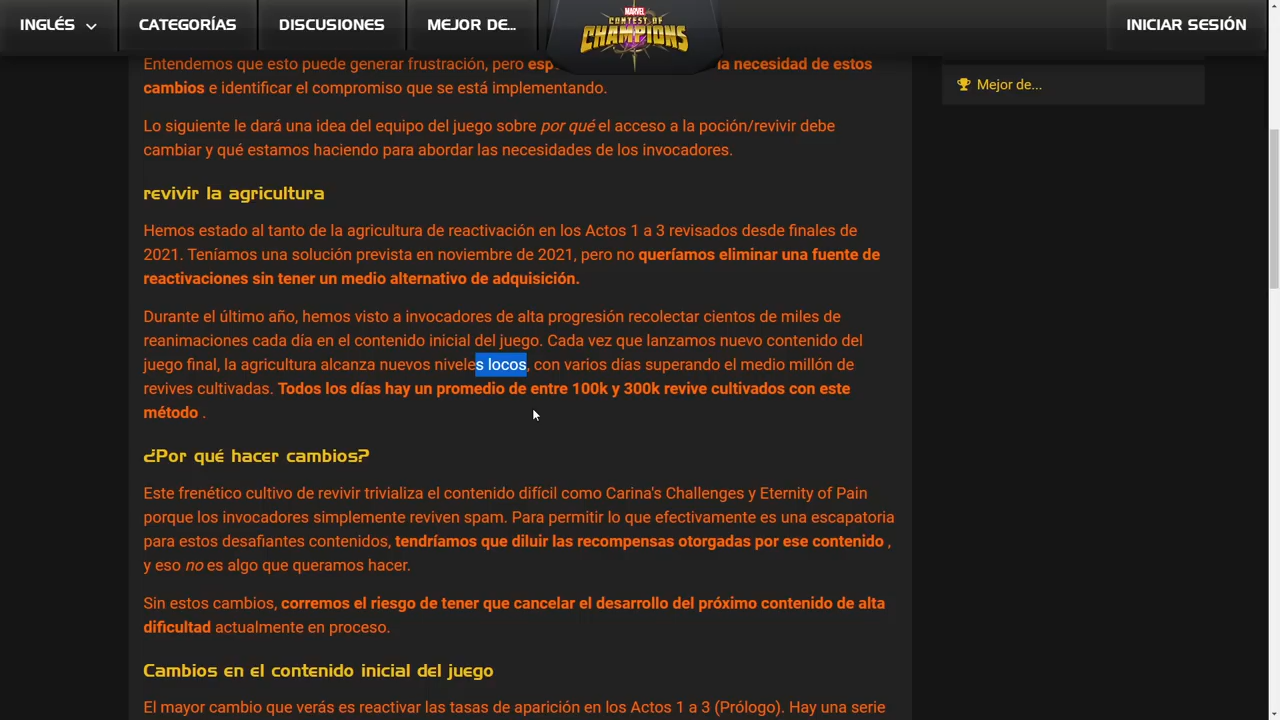 INGLÉS
CATEGORÍAS
DISCUSIONES
MEJOR DE...
MARVEL
CONTEST OF
CHAMPIONS
INICIAR SESIÓN
Entendemos que esto puede generar frustración, pero la necesidad de estos
cambios e identificar el compromiso que se está implementando.
Mejor de...
Lo siguiente le dará una idea del equipo del juego sobre por qué el acceso a la poción/revivir debe
cambiar y qué estamos haciendo para abordar las necesidades de los invocadores.
revivir la agricultura
Hemos estado al tanto de la agricultura de reactivación en los Actos 1 a 3 revisados desde finales de
2021. Teníamos una solución prevista en noviembre de 2021, pero no queríamos eliminar una fuente de
reactivaciones sin tener un medio alternativo de adquisición.
Durante el último año, hemos visto a invocadores de alta progresión recolectar cientos de miles de
reanimaciones cada día en el contenido inicial del juego. Cada vez que lanzamos nuevo contenido del
juego final, la agricultura alcanza nuevos niveles locos, con varios días superando el medio millón de
revives cultivadas. Todos los días hay un promedio de entre 100k y 300k revive cultivados con este
método .
¿Por qué hacer cambios?
Este frenético cultivo de revivir trivializa el contenido difícil como Carina's Challenges y Eternity of Pain
porque los invocadores simplemente reviven spam. Para permitir lo que efectivamente es una escapatoria
para estos desafiantes contenidos, tendríamos que diluir las recompensas otorgadas por ese contenido ,
y eso no es algo que queramos hacer.
Sin estos cambios, corremos el riesgo de tener que cancelar el desarrollo del próximo contenido de alta
dificultad actualmente en proceso.
Cambios en el contenido inicial del juego
El mayor cambio que verás es reactivar las tasas de aparición en los Actos 1 a 3 (Prólogo). Hay una serie